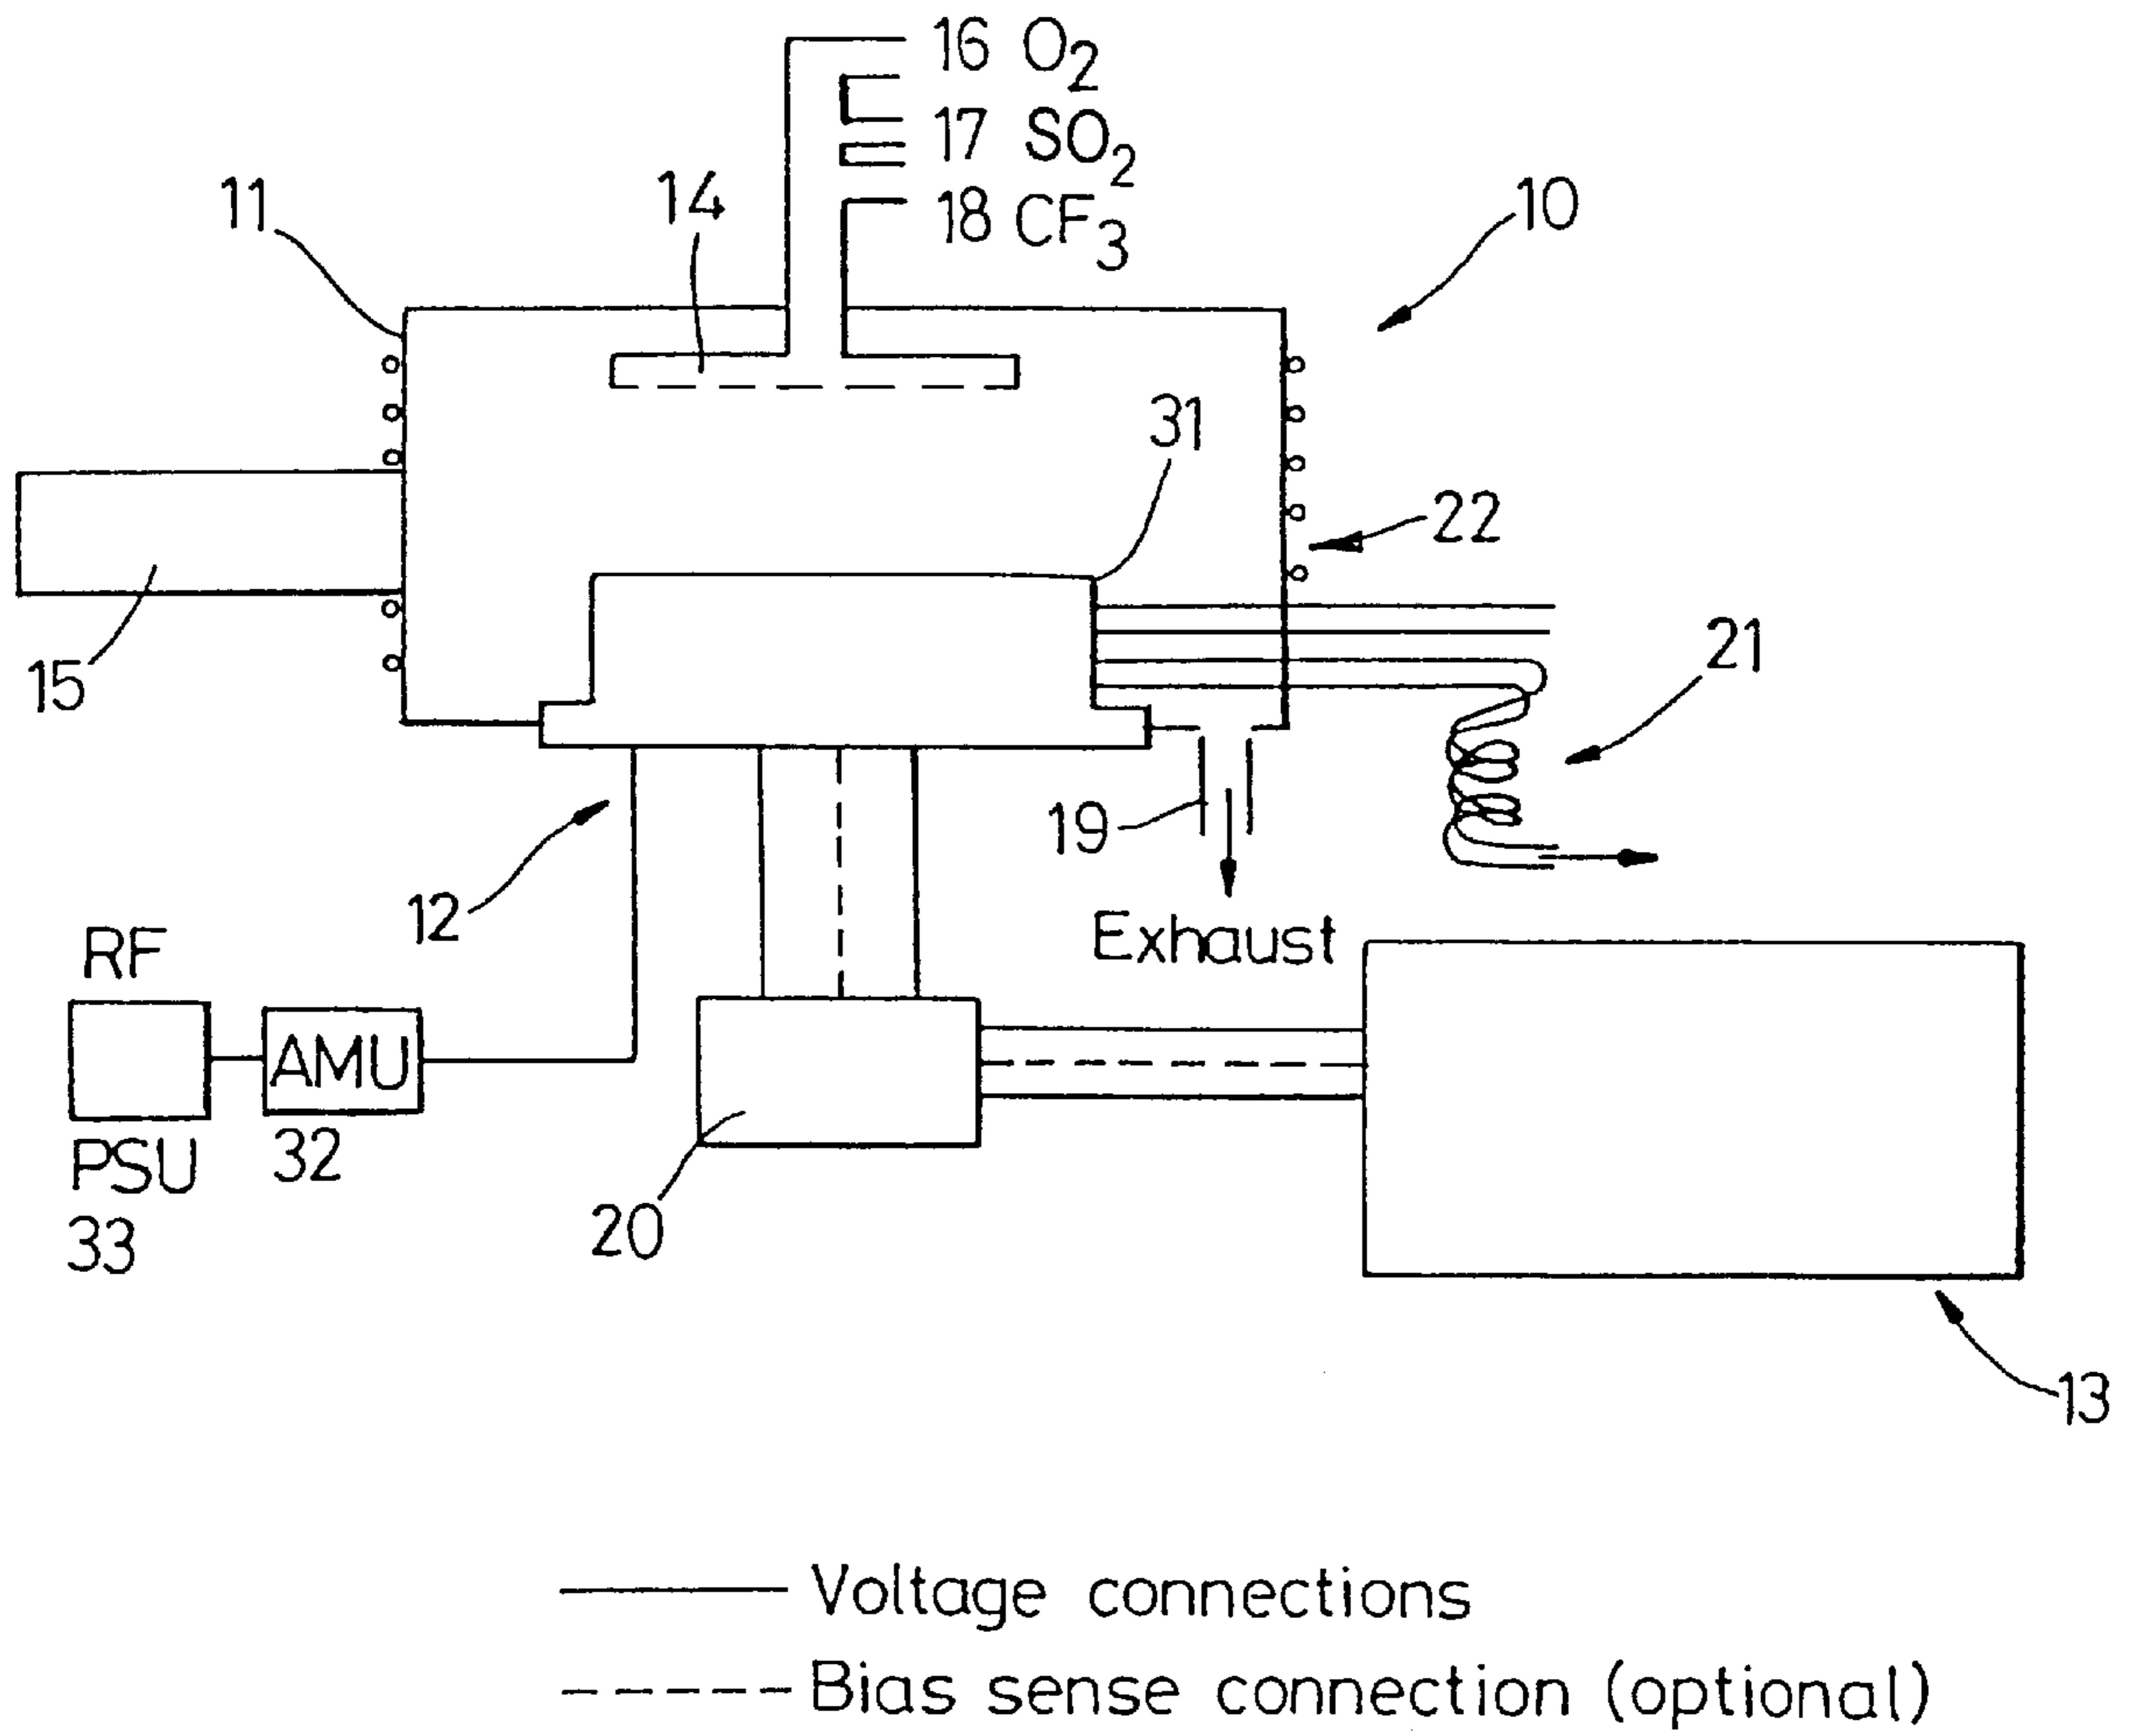 16 O₂
17 SO₂
18 CF₃
14
11
10
31
22
21
15
19
12
Exhaust
RF
AMU
PSU
32
33
20
13
Voltage connections
Bias sense connection (optional)